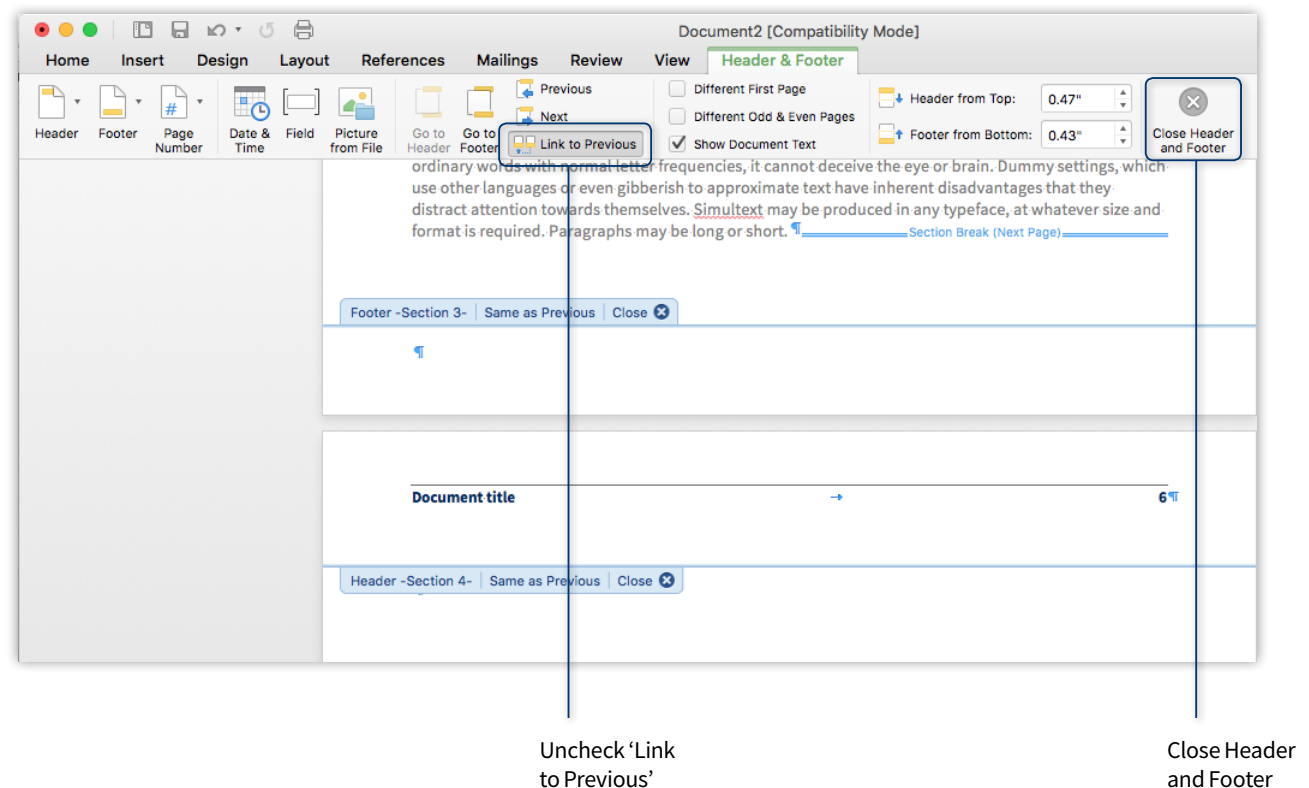 Document2 [Compatibility Mode]
Home Insert Design Layout References Mailings Review View Header & Footer
Header
Footer
Page
Number
#
Date &
Time
Field
Picture
from File
Go to
Header
Go to
Footer
Previous
Next
Link to Previous
Different First Page
Different Odd & Even Pages
Show Document Text
Header from Top: 0.47"
Footer from Bottom: 0.43"
Close Header
and Footer
ordinary words with normal letter frequencies, it cannot deceive the eye or brain. Dummy settings, which
use other languages or even gibberish to approximate text have inherent disadvantages that they
distract attention towards themselves. Simultext may be produced in any typeface, at whatever size and
format is required. Paragraphs may be long or short. ¶ Section Break (Next Page)
Footer -Section 3- Same as Previous Close
¶
Document title → 6¶
Header -Section 4- Same as Previous Close
Uncheck ‘Link
to Previous’
Close Header
and Footer